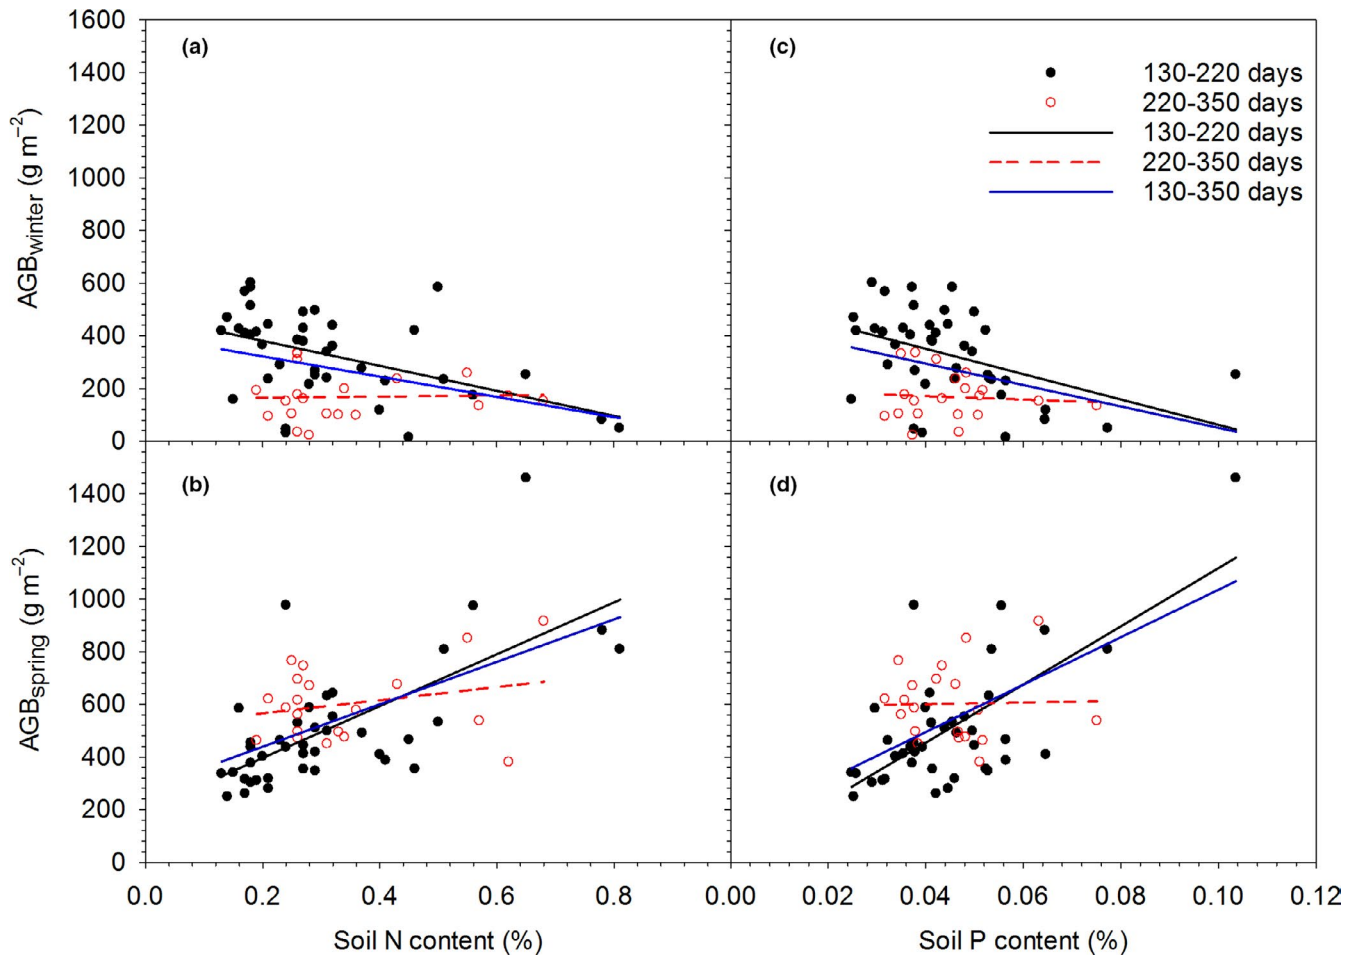 1600
1400
1200
1000
800
600
400
200
0
AGBwinter (g m−2)
(a)
(c)
130-220 days
220-350 days
130-220 days
220-350 days
130-350 days
1400
1200
1000
800
600
400
200
0
AGBspring (g m−2)
(b)
(d)
0.0 0.2 0.4 0.6 0.8
0.00 0.02 0.04 0.06 0.08 0.10 0.12
Soil N content (%)
Soil P content (%)